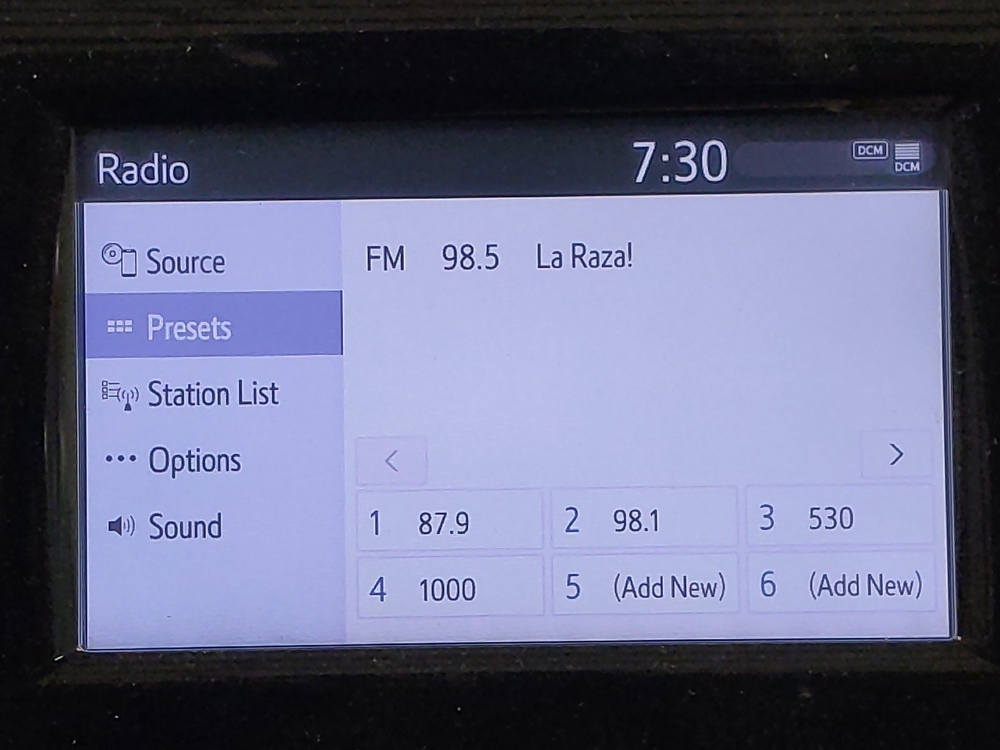 Radio 7:30 DCM DCM
Source
Presets
Station List
Options
Sound
FM 98.5 La Raza!
1 87.9 2 98.1 3 530
4 1000 5 (Add New) 6 (Add New)